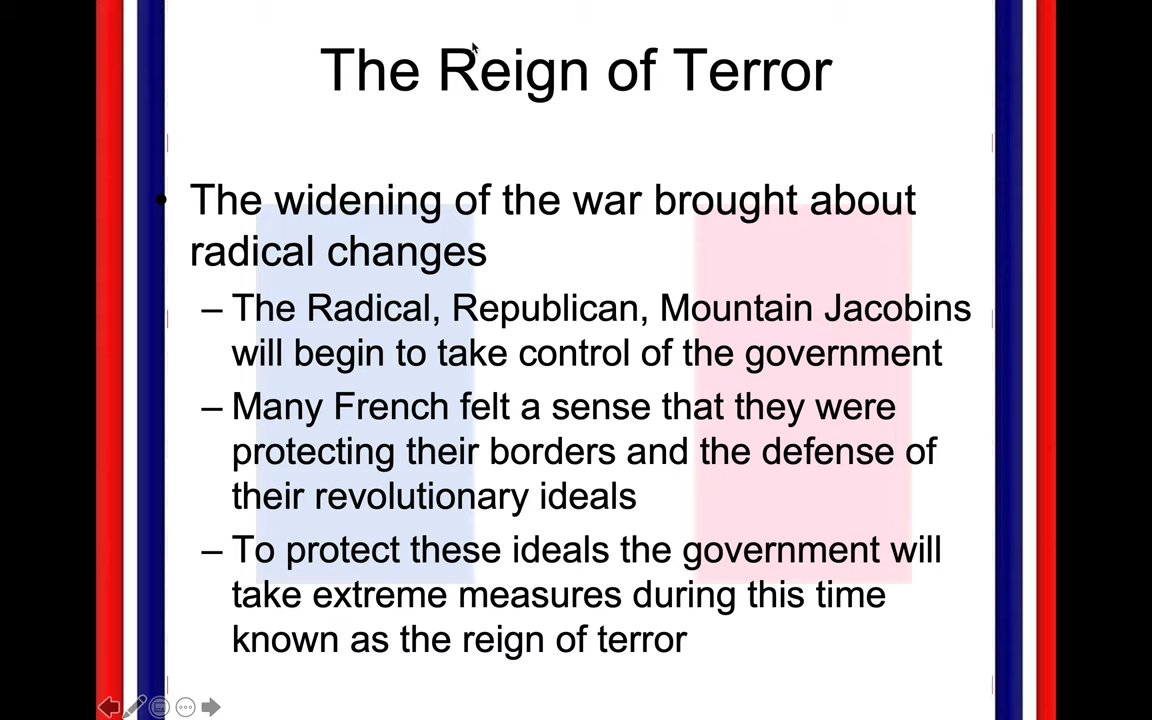 The Reign of Terror
• The widening of the war brought about
radical changes
– The Radical, Republican, Mountain Jacobins
will begin to take control of the government
– Many French felt a sense that they were
protecting their borders and the defense of
their revolutionary ideals
– To protect these ideals the government will
take extreme measures during this time
known as the reign of terror